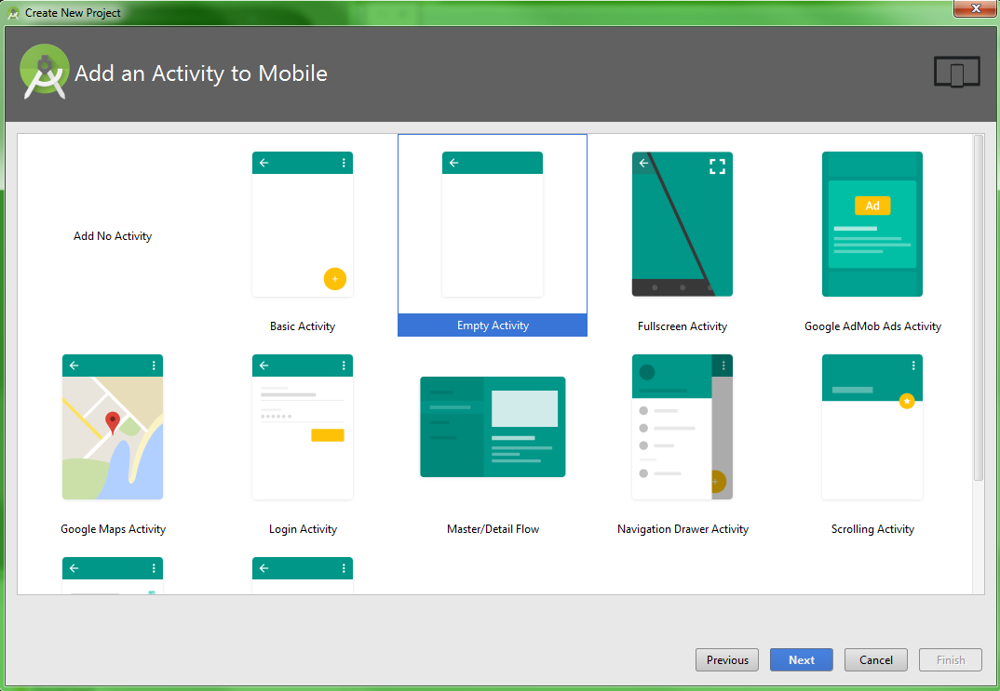 Create New Project
Add an Activity to Mobile
Add No Activity
Basic Activity
Empty Activity
Fullscreen Activity
Ad
Google AdMob Ads Activity
Google Maps Activity
Login Activity
Master/Detail Flow
Navigation Drawer Activity
Scrolling Activity
Previous
Next
Cancel
Finish